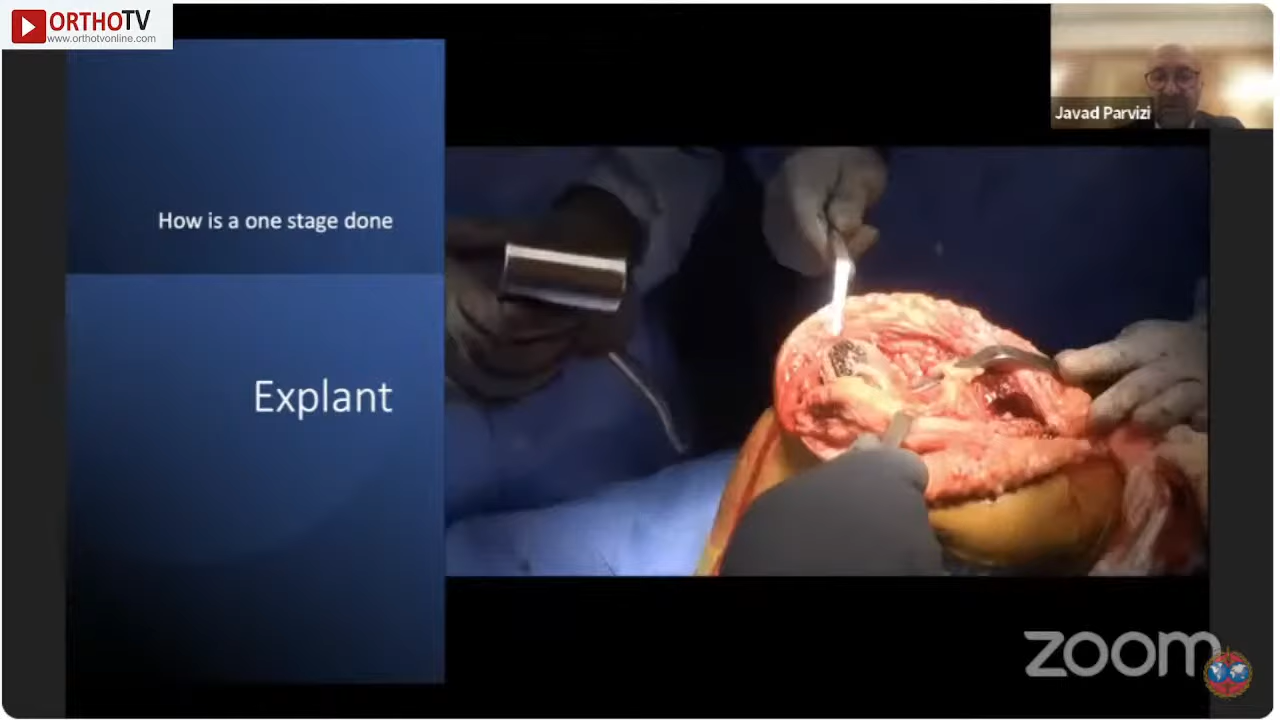 ORTHOTV
www.orthotvonline.com
Javad Parvizi
How is a one stage done
Explant
zoom